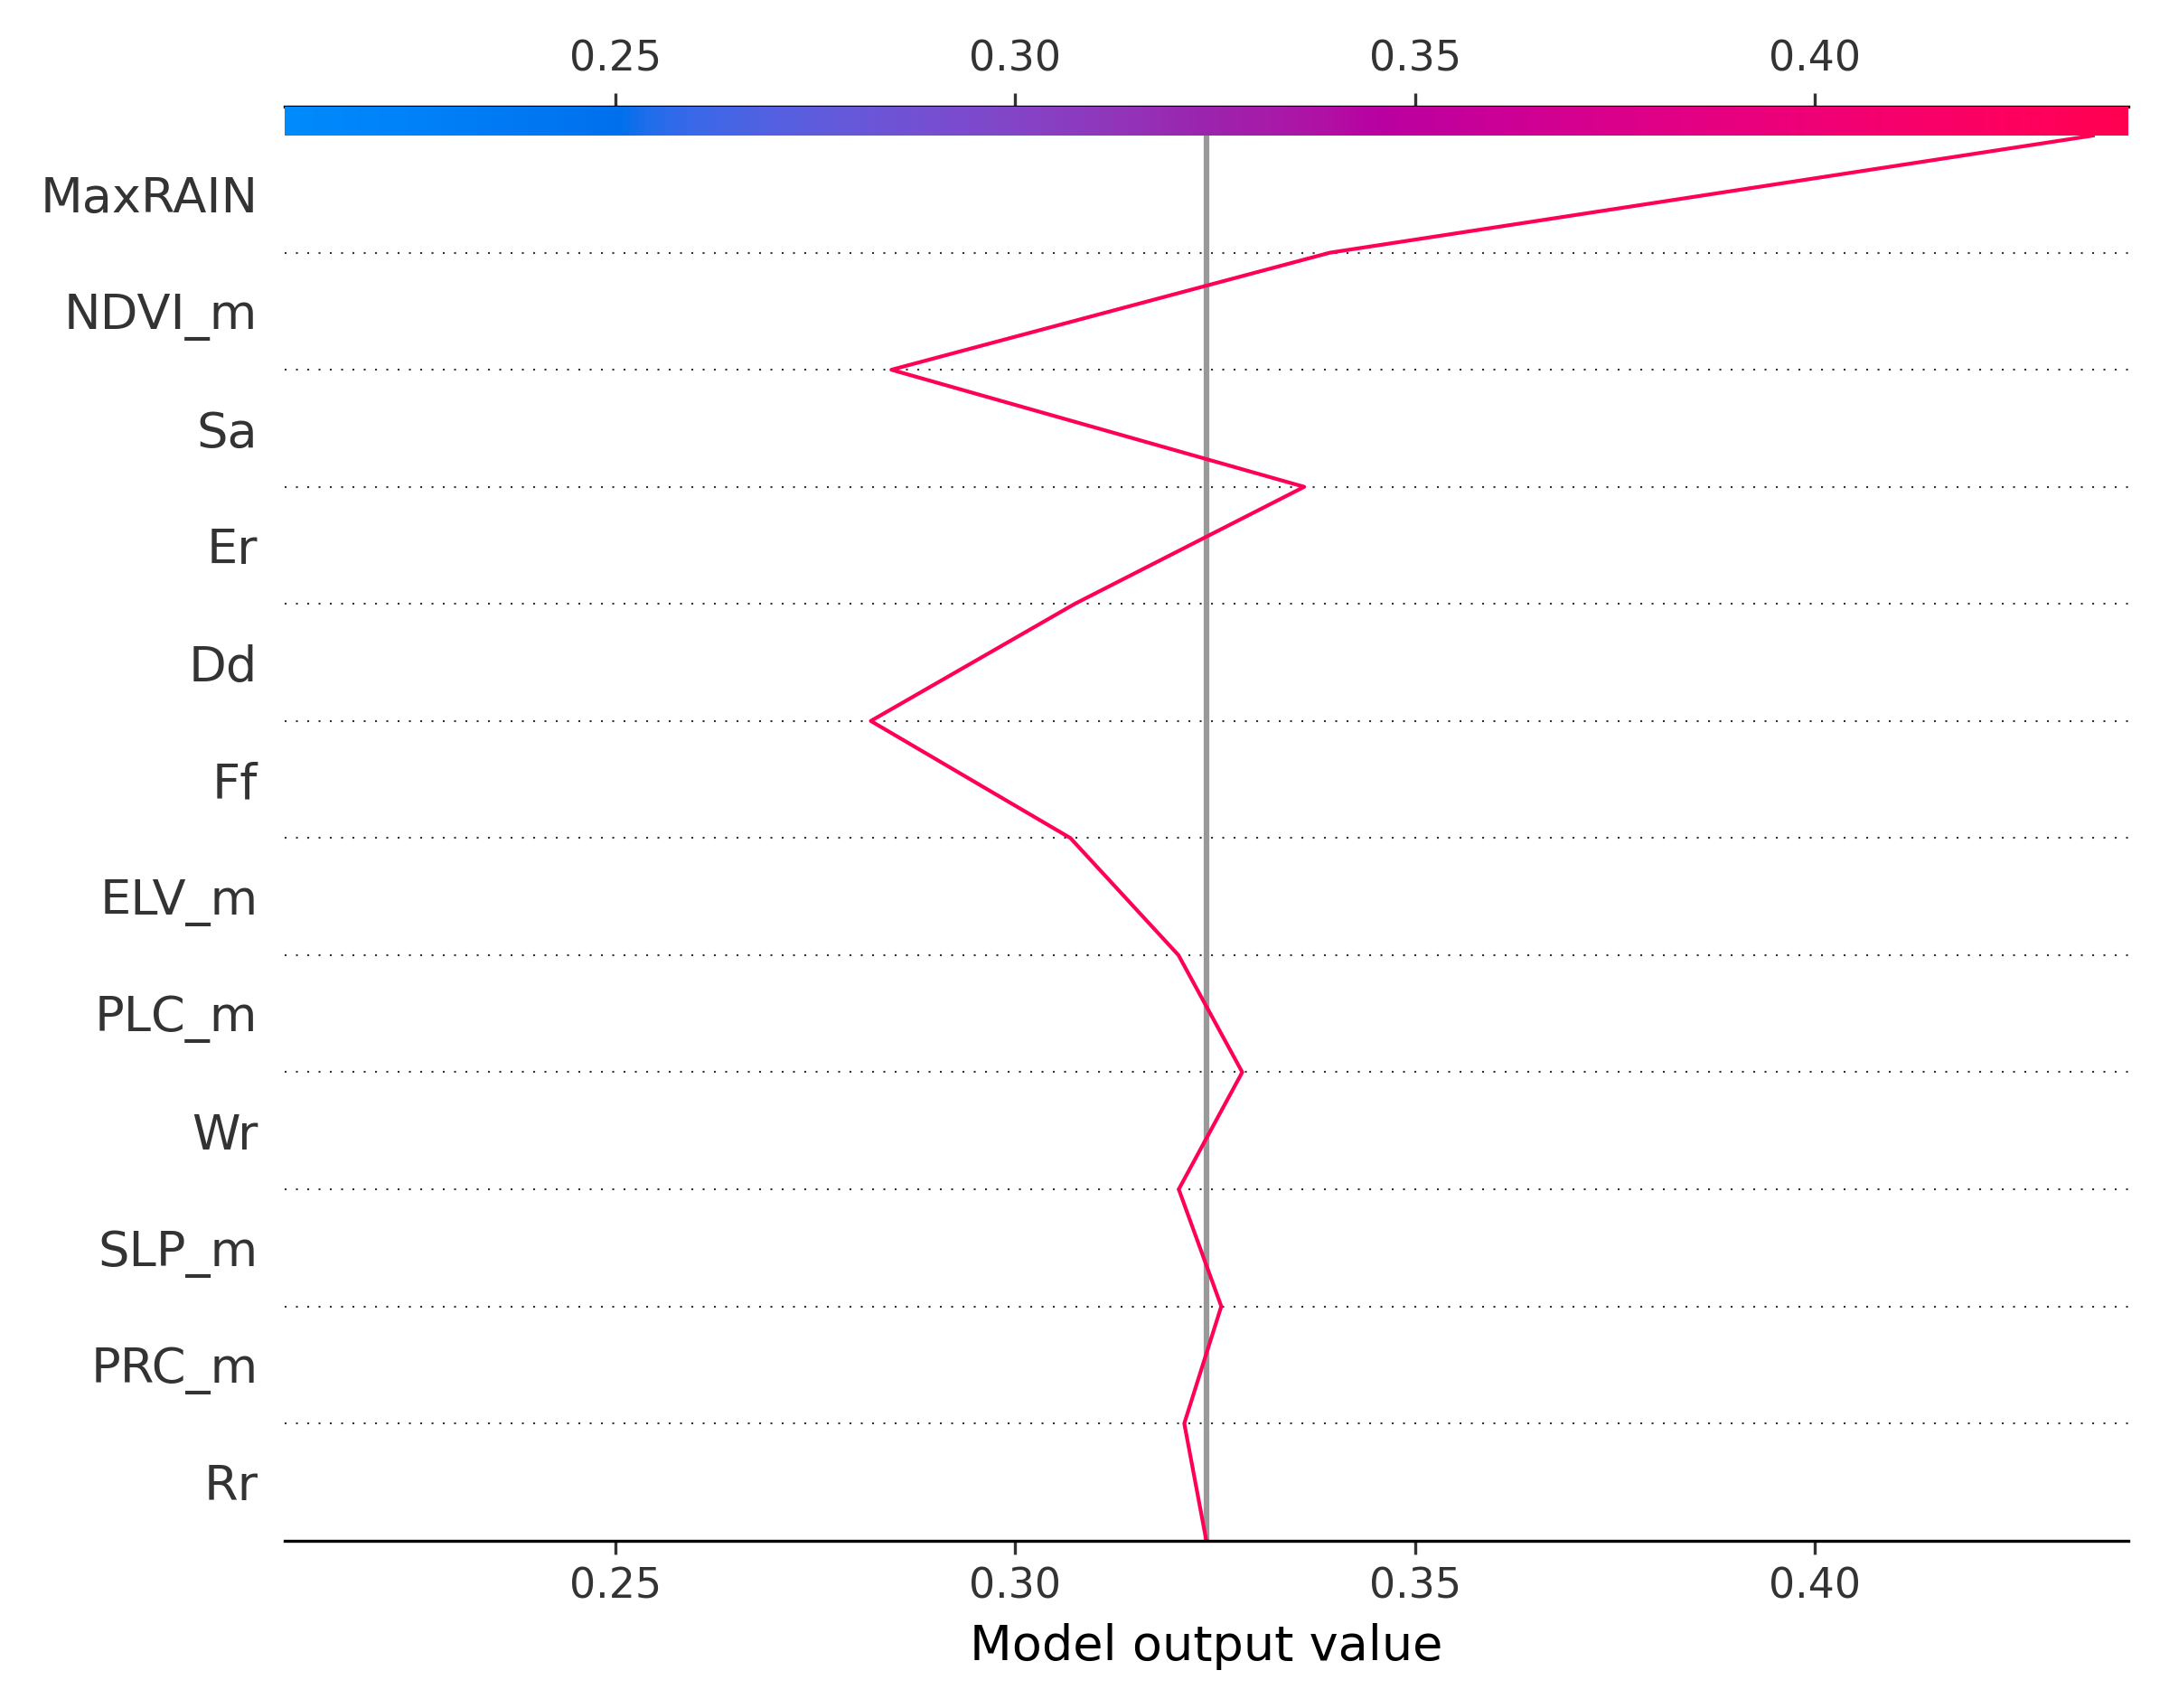 0.25 0.30 0.35 0.40
MaxRAIN
NDVI_m
Sa
Er
Dd
Ff
ELV_m
PLC_m
Wr
SLP_m
PRC_m
Rr
0.25 0.30 0.35 0.40
Model output value